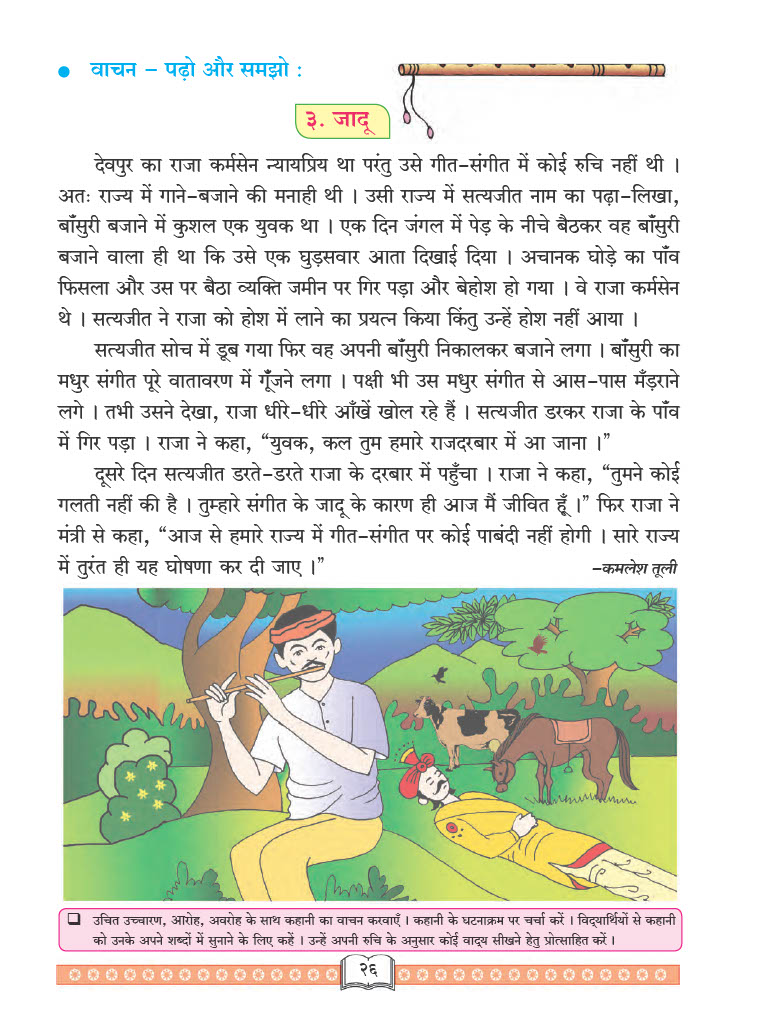 ● वाचन – पढ़ो और समझो :
३. जादू
देवपुर का राजा कर्मसेन न्यायप्रिय था परंतु उसे गीत-संगीत में कोई रुचि नहीं थी ।
अतः राज्य में गाने-बजाने की मनाही थी । उसी राज्य में सत्यजीत नाम का पढ़ा-लिखा,
बाँसुरी बजाने में कुशल एक युवक था । एक दिन जंगल में पेड़ के नीचे बैठकर वह बाँसुरी
बजाने वाला ही था कि उसे एक घुड़सवार आता दिखाई दिया । अचानक घोड़े का पाँव
फिसला और उस पर बैठा व्यक्ति जमीन पर गिर पड़ा और बेहोश हो गया । वे राजा कर्मसेन
थे । सत्यजीत ने राजा को होश में लाने का प्रयत्न किया किंतु उन्हें होश नहीं आया ।
सत्यजीत सोच में डूब गया फिर वह अपनी बाँसुरी निकालकर बजाने लगा । बाँसुरी का
मधुर संगीत पूरे वातावरण में गूँजने लगा । पक्षी भी उस मधुर संगीत से आस-पास मँड़राने
लगे । तभी उसने देखा, राजा धीरे-धीरे आँखें खोल रहे हैं । सत्यजीत डरकर राजा के पाँव
में गिर पड़ा । राजा ने कहा, “युवक, कल तुम हमारे राजदरबार में आ जाना ।”
दूसरे दिन सत्यजीत डरते-डरते राजा के दरबार में पहुँचा । राजा ने कहा, “तुमने कोई
गलती नहीं की है । तुम्हारे संगीत के जादू के कारण ही आज मैं जीवित हूँ ।” फिर राजा ने
मंत्री से कहा, “आज से हमारे राज्य में गीत-संगीत पर कोई पाबंदी नहीं होगी । सारे राज्य
में तुरंत ही यह घोषणा कर दी जाए ।”
–कमलेश तूली
❑ उचित उच्चारण, आरोह, अवरोह के साथ कहानी का वाचन करवाएँ । कहानी के घटनाक्रम पर चर्चा करें । विद्यार्थियों से कहानी
को उनके अपने शब्दों में सुनाने के लिए कहें । उन्हें अपनी रुचि के अनुसार कोई वाद्य सीखने हेतु प्रोत्साहित करें ।
२६